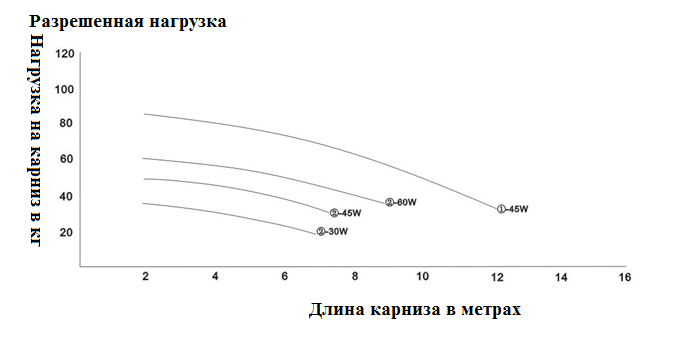 Разрешенная нагрузка
Нагрузка на карниз в кг
120
100
80
60
40
20
②-60W
①-45W
②-45W
②-30W
2 4 6 8 10 12 14 16
Длина карниза в метрах